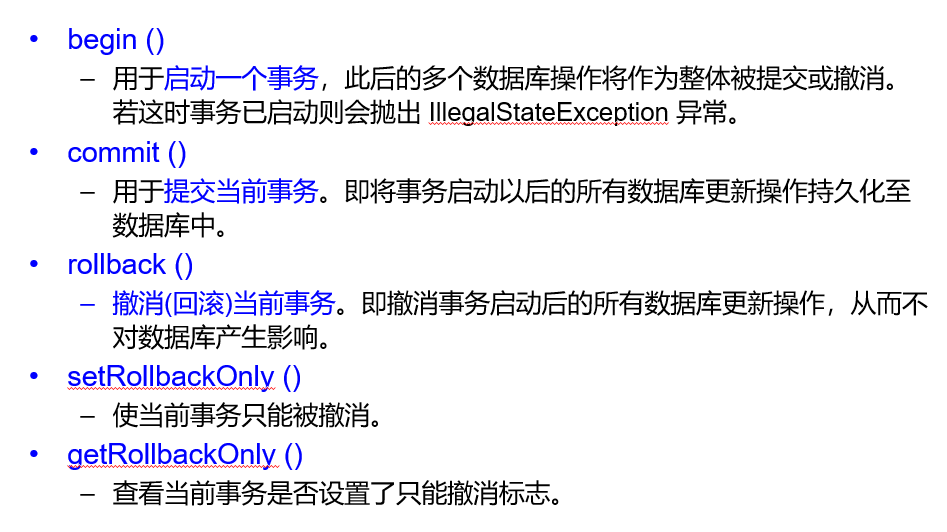 • begin ()
– 用于启动一个事务，此后的多个数据库操作将作为整体被提交或撤消。
若这时事务已启动则会抛出 IllegalStateException 异常。
• commit ()
– 用于提交当前事务。即将事务启动以后的所有数据库更新操作持久化至
数据库中。
• rollback ()
– 撤消(回滚)当前事务。即撤消事务启动后的所有数据库更新操作，从而不
对数据库产生影响。
• setRollbackOnly ()
– 使当前事务只能被撤消。
• getRollbackOnly ()
– 查看当前事务是否设置了只能撤消标志。